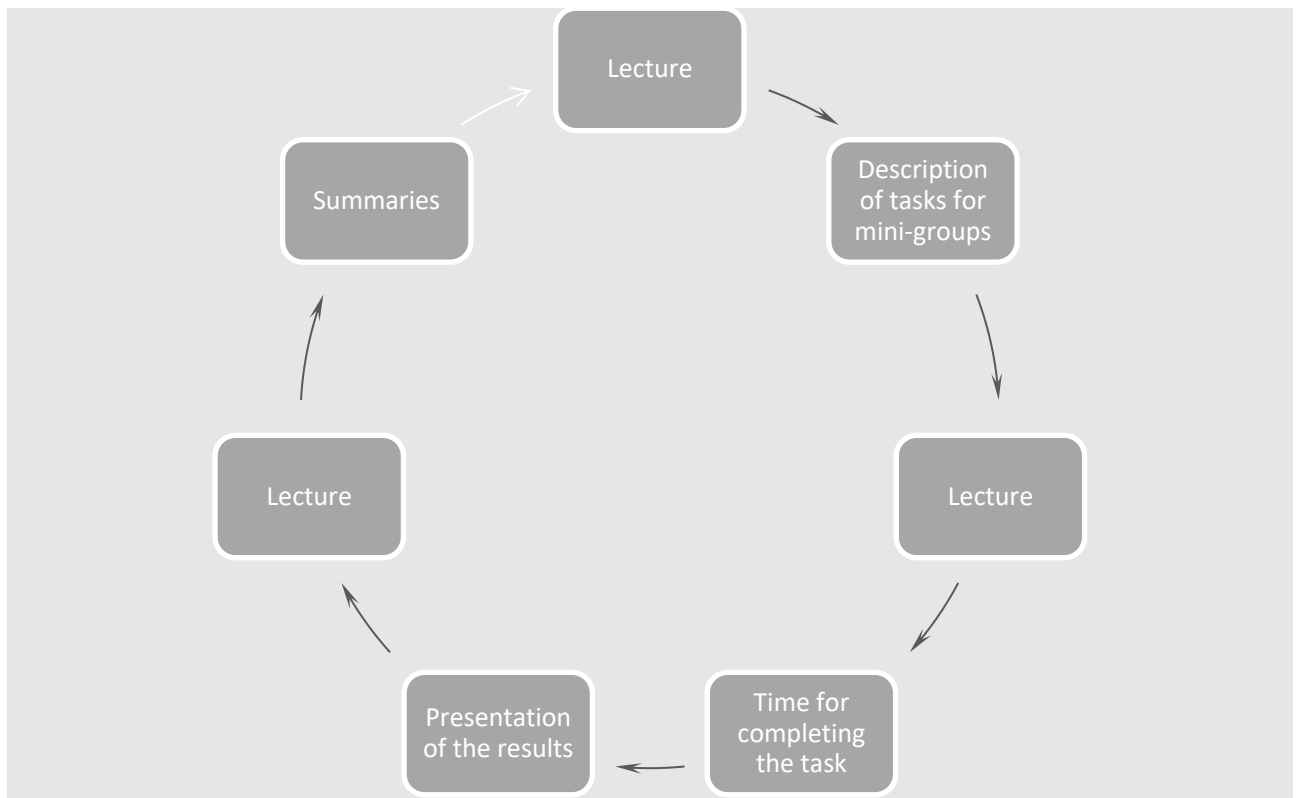 Lecture
Description
of tasks for
mini-groups
Lecture
Time for
completing
the task
Presentation
of the results
Lecture
Summaries